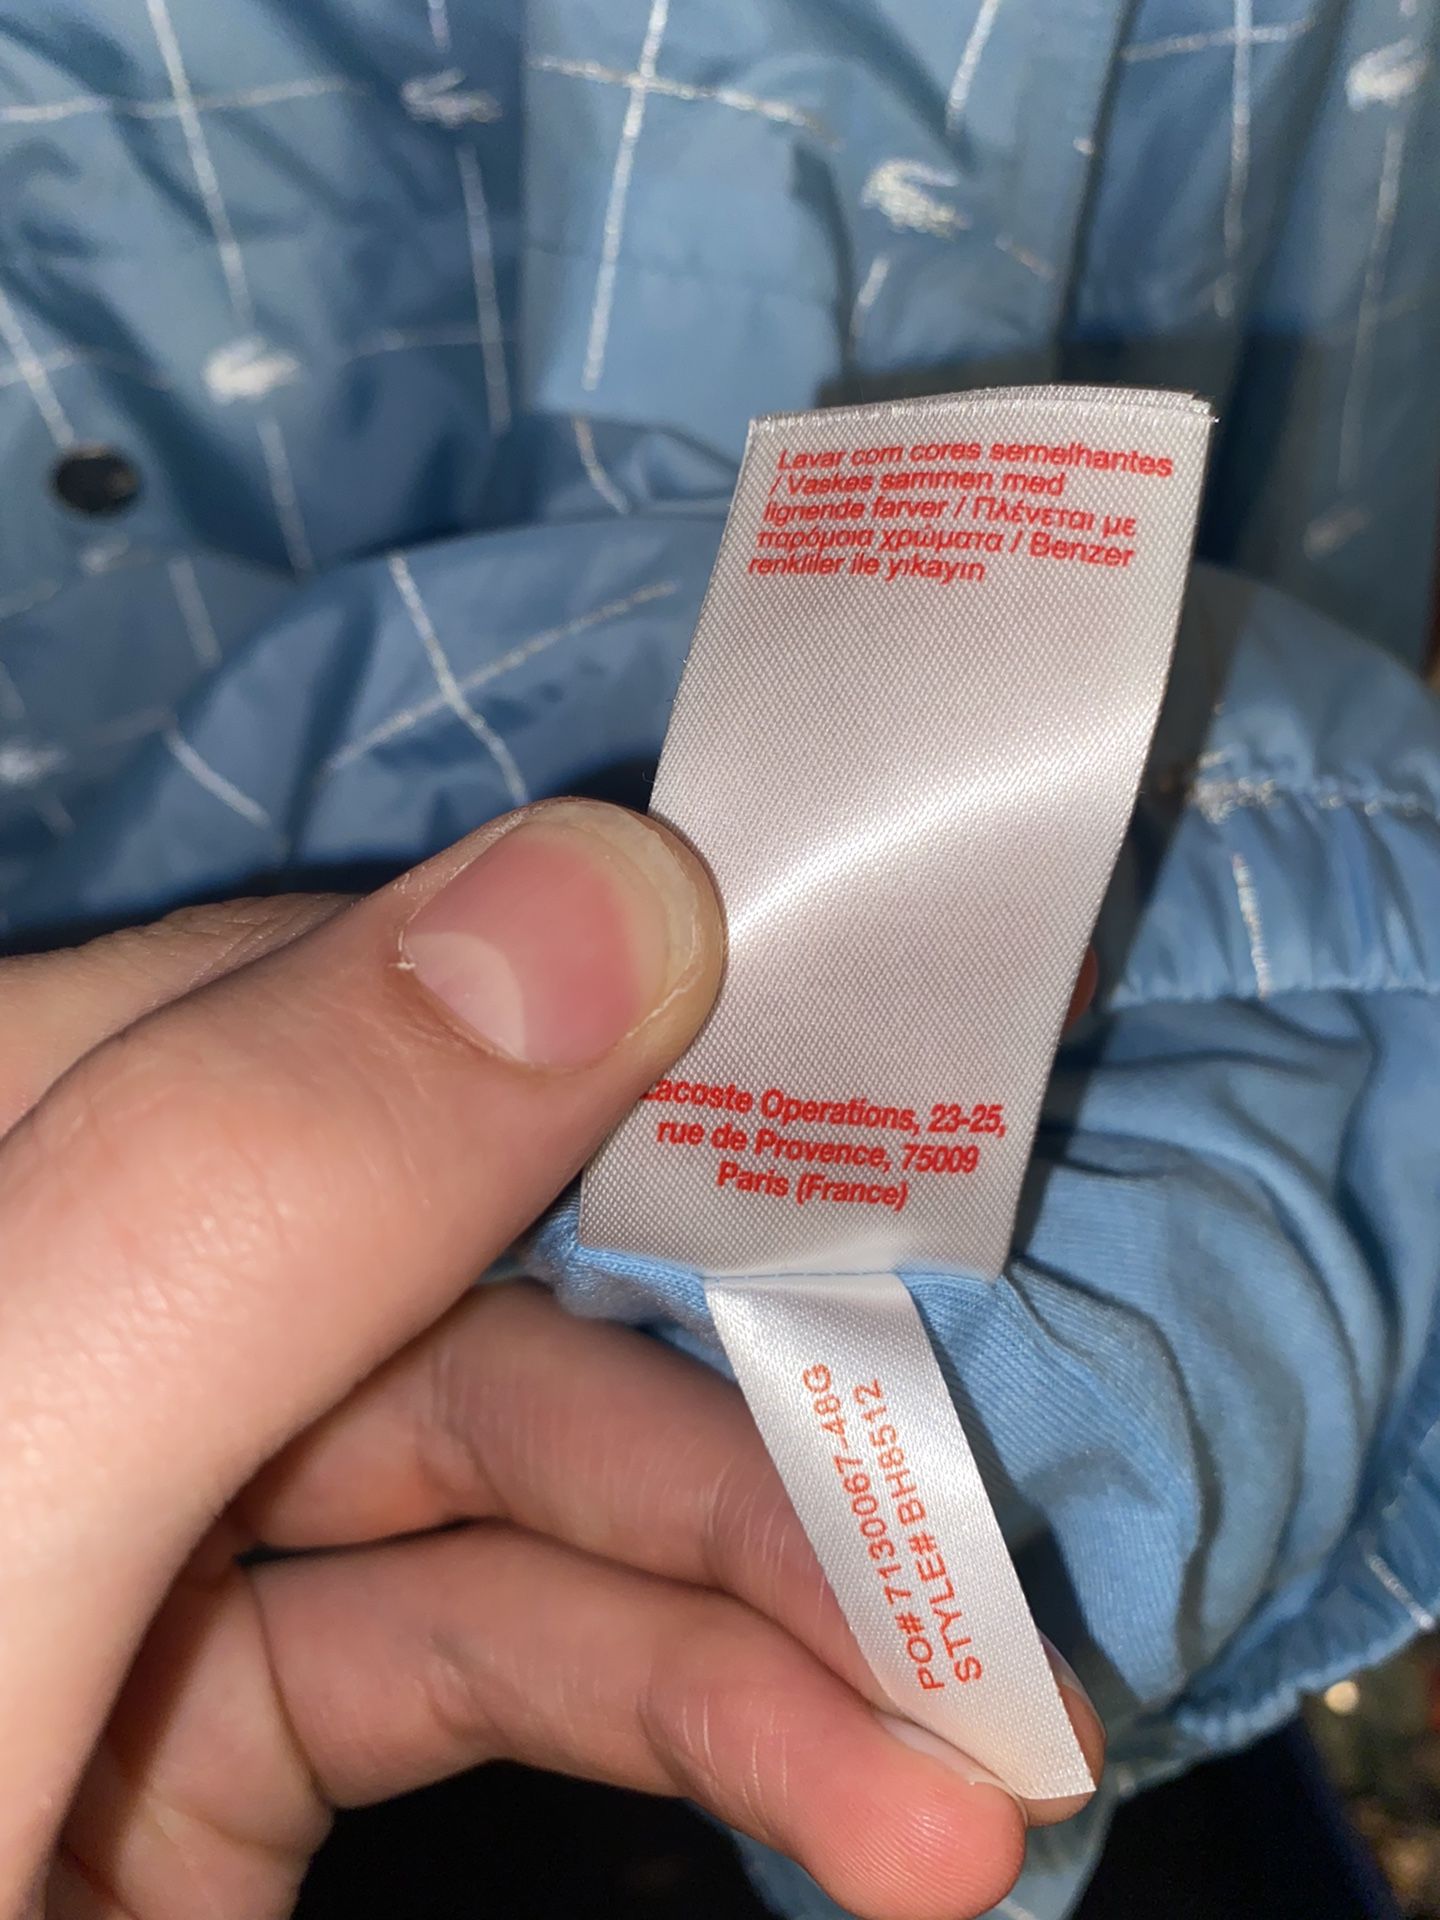 Lavar com cores semelhantes
/ Vaskes sammen med
lignende farver / Πλένεται με
παρόμοια χρώματα / Benzer
renkliler ile yıkayın
Lacoste Operations, 23-25,
rue de Provence, 75009
Paris (France)
PO# 7130067-48G
STYLE# BH8512